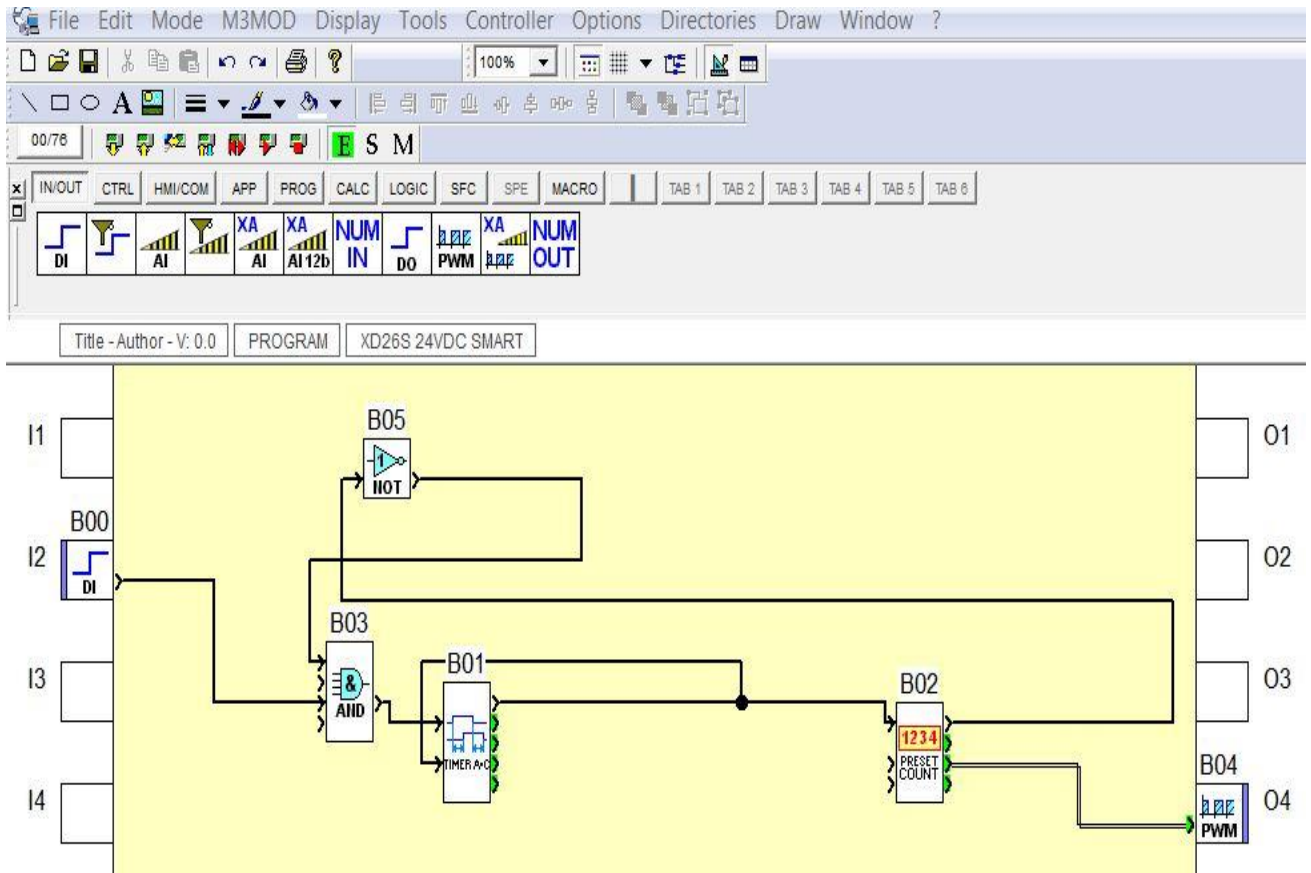 File Edit Mode M3MOD Display Tools Controller Options Directories Draw Window ?
100%
A
00/76 E S M
IN/OUT CTRL HMI/COM APP PROG CALC LOGIC SFC SPE MACRO TAB 1 TAB 2 TAB 3 TAB 4 TAB 5 TAB 6
DI AI XA AI XA AI 12b NUM IN DO PWM XA NUM OUT
Title - Author - V: 0.0 PROGRAM XD26S 24VDC SMART
B05
I1 O1
1
NOT
B00
I2 O2
DI
B03
B01
I3 B02 O3
&
AND
1234
TIMER A•C PRESET COUNT
B04
I4 O4
PWM